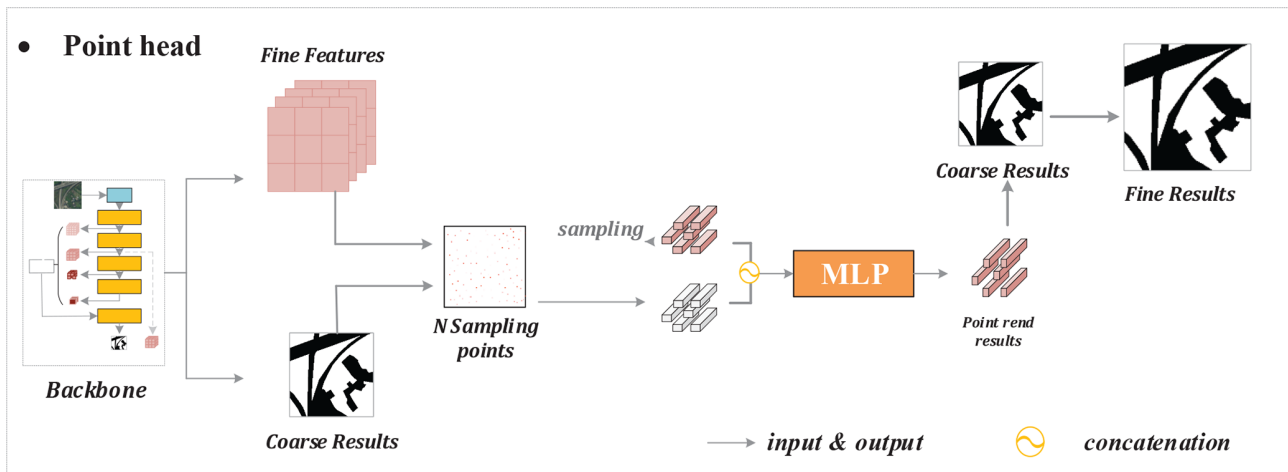 • Point head
Fine Features
Backbone
Coarse Results
N Sampling
points
sampling
MLP
Point rend
results
Coarse Results
Fine Results
input & output
concatenation